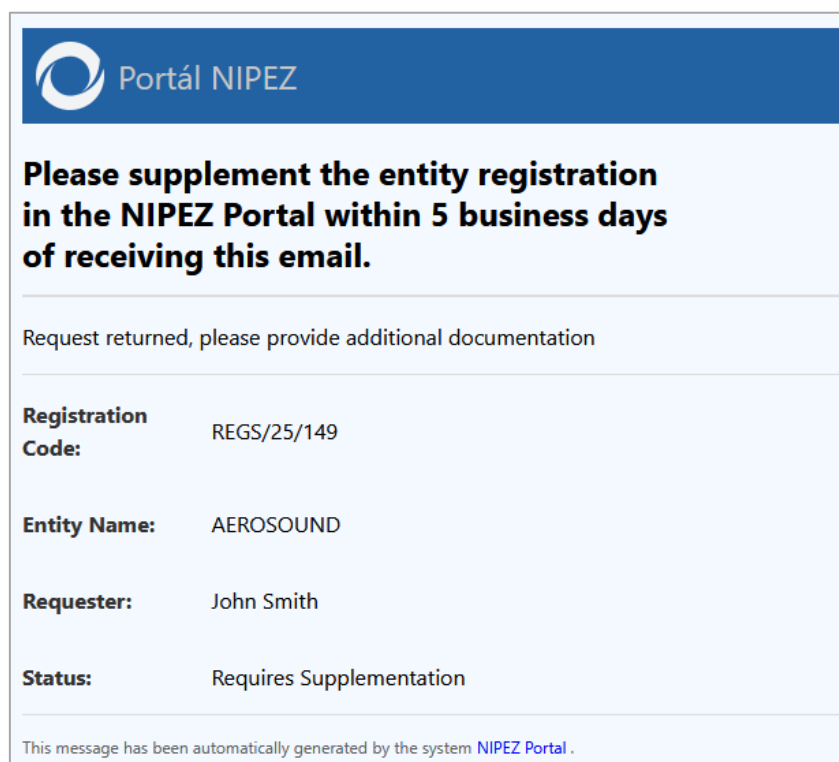 Portál NIPEZ
Please supplement the entity registration
in the NIPEZ Portal within 5 business days
of receiving this email.
Request returned, please provide additional documentation
Registration
Code:
REGS/25/149
Entity Name: AEROSOUND
Requester: John Smith
Status: Requires Supplementation
This message has been automatically generated by the system NIPEZ Portal .